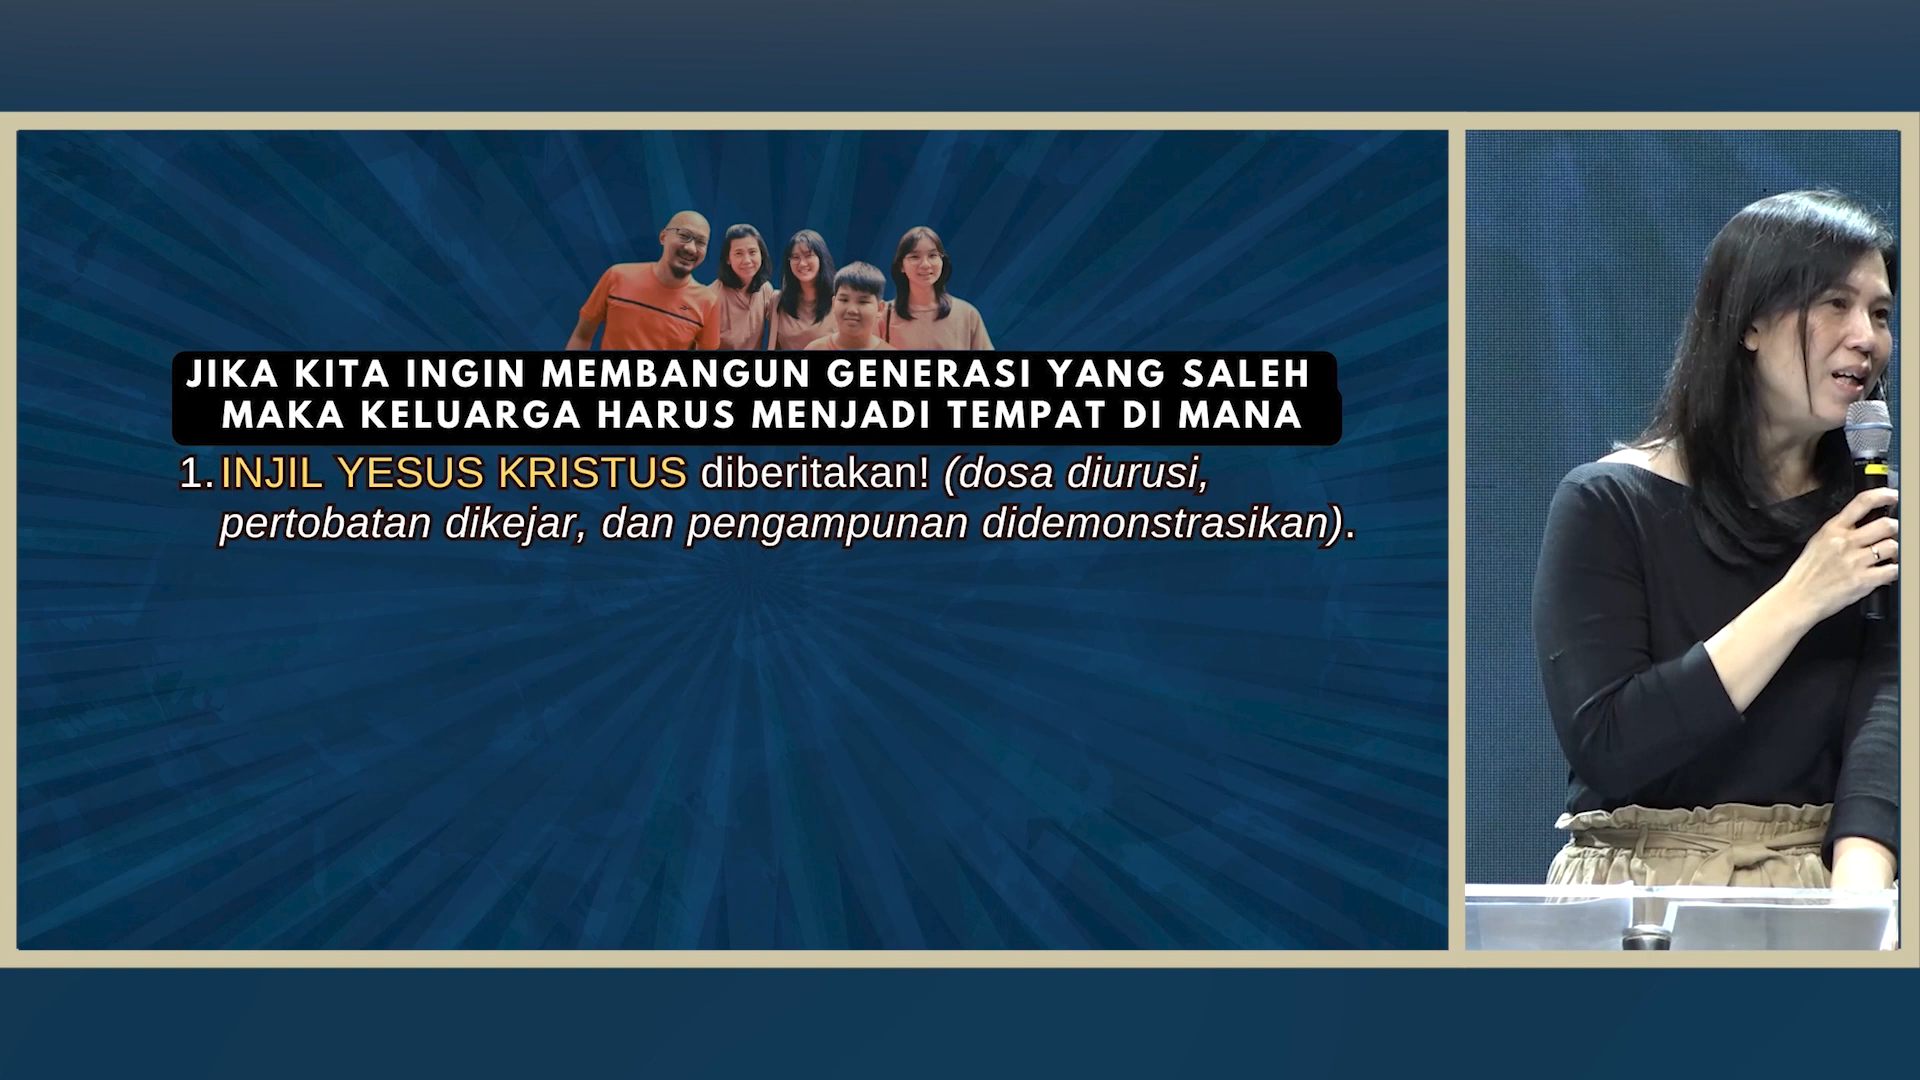 JIKA KITA INGIN MEMBANGUN GENERASI YANG SALEH
MAKA KELUARGA HARUS MENJADI TEMPAT DI MANA
1. INJIL YESUS KRISTUS diberitakan! (dosa diurusi,
pertobatan dikejar, dan pengampunan didemonstrasikan).